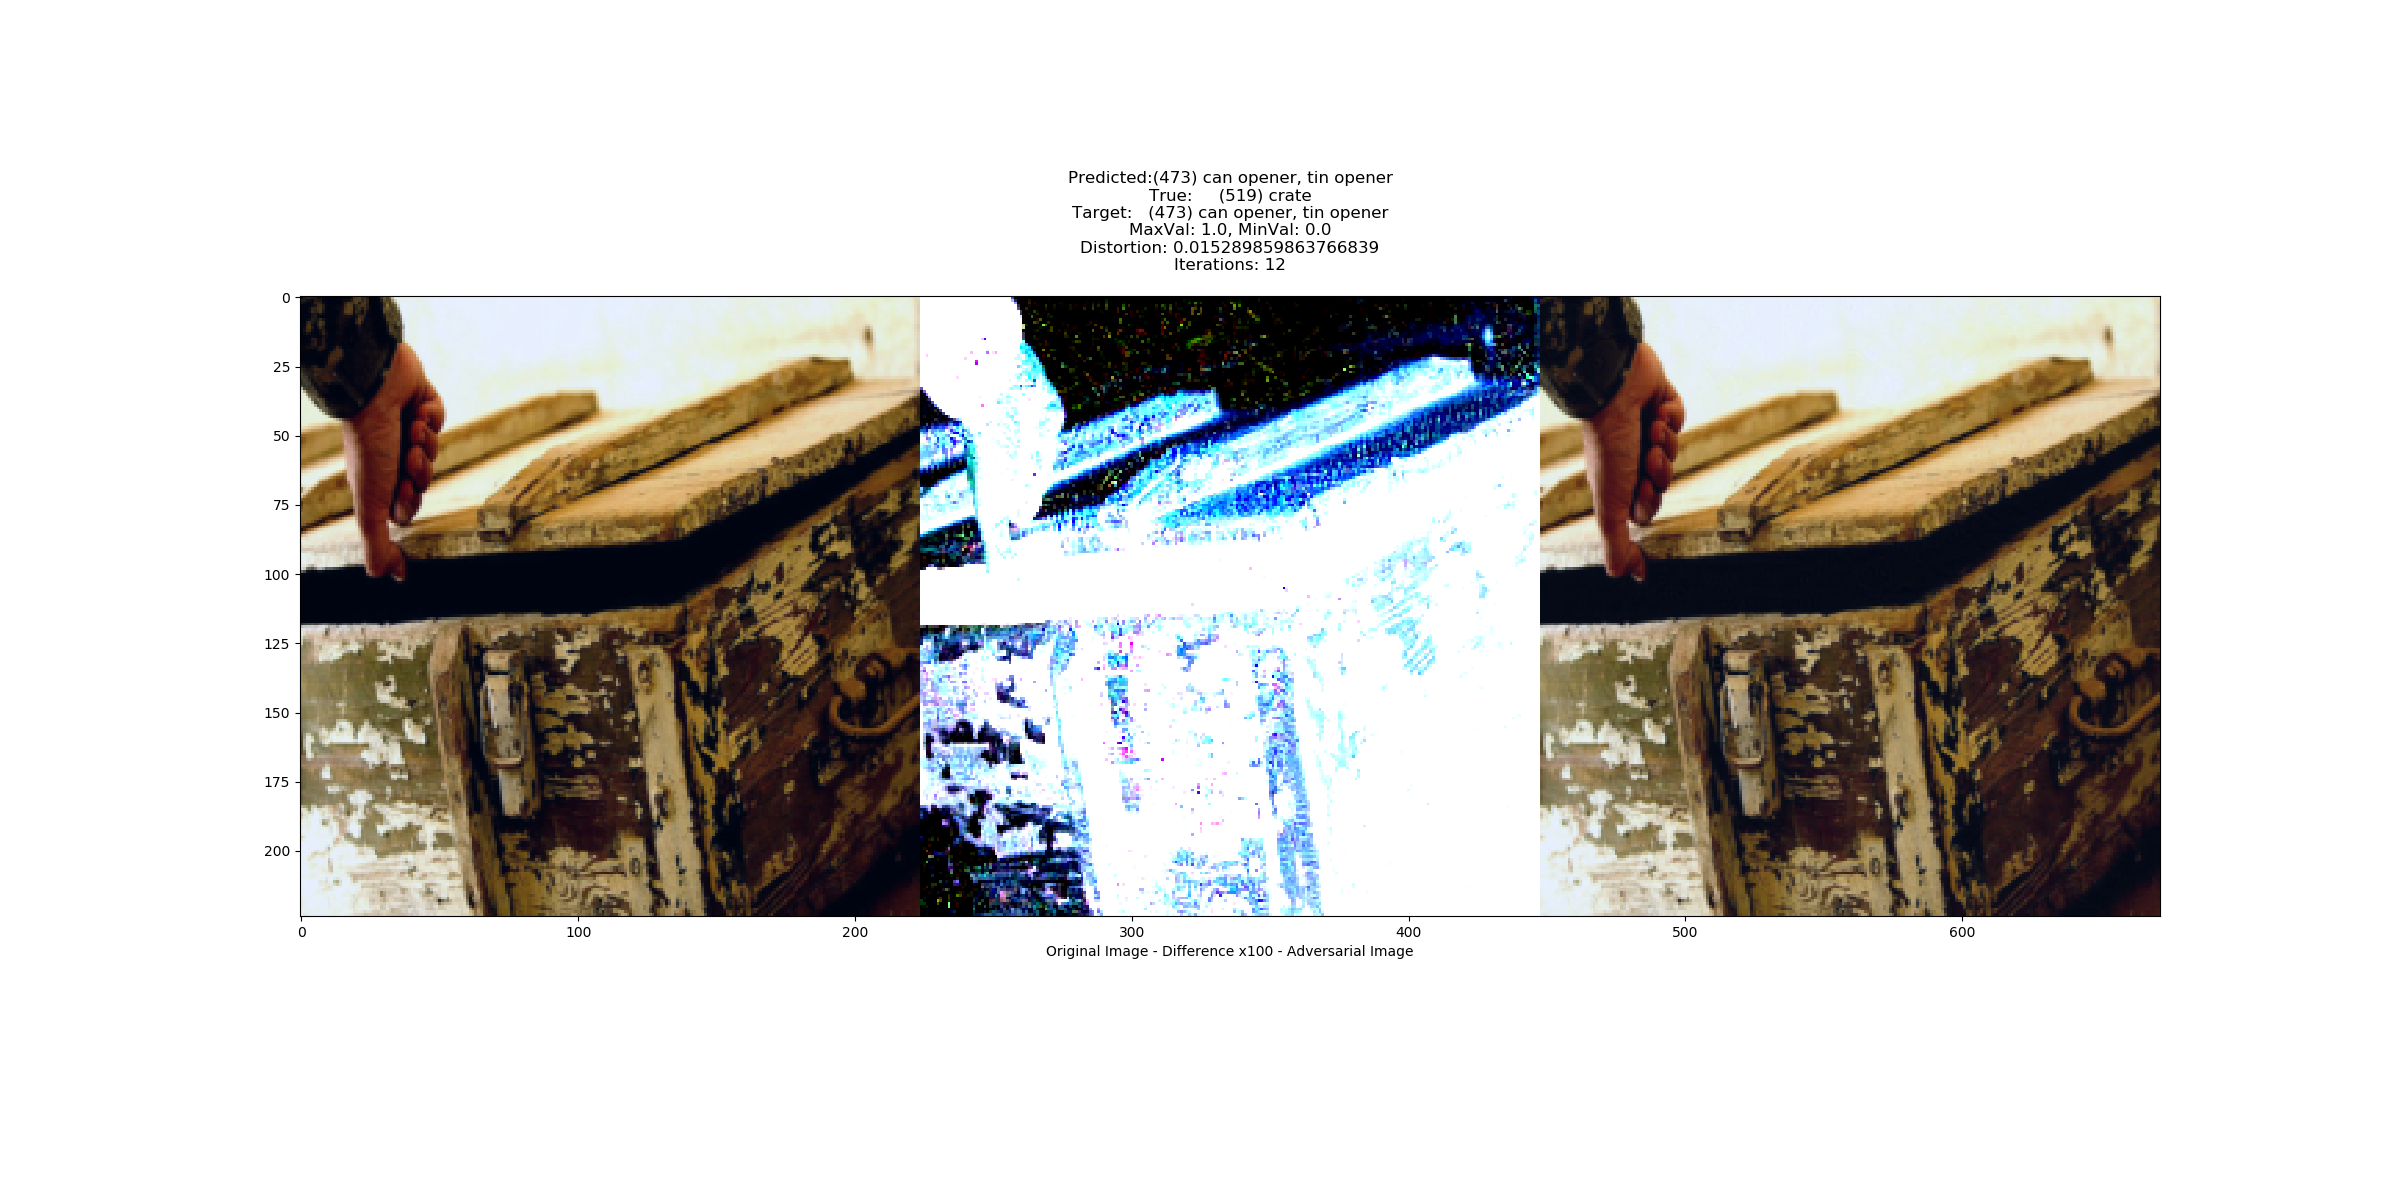 Predicted:(473) can opener, tin opener
True: (519) crate
Target: (473) can opener, tin opener
MaxVal: 1.0, MinVal: 0.0
Distortion: 0.015289859863766839
Iterations: 12
0
25
50
75
100
125
150
175
200
0 100 200 300 400 500 600
Original Image - Difference x100 - Adversarial Image